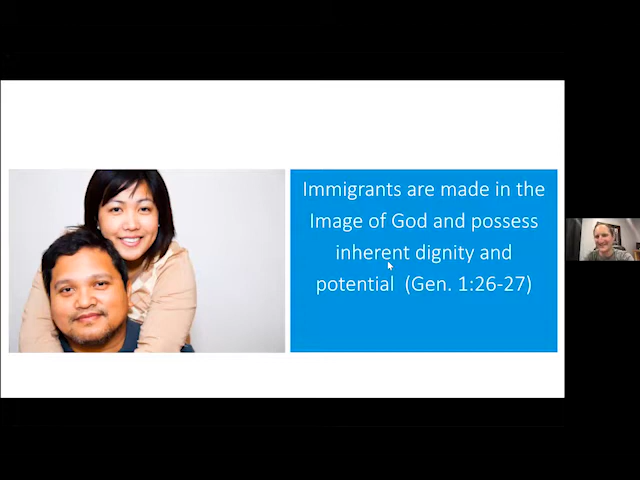 Immigrants are made in the
Image of God and possess
inherent dignity and
potential (Gen. 1:26-27)